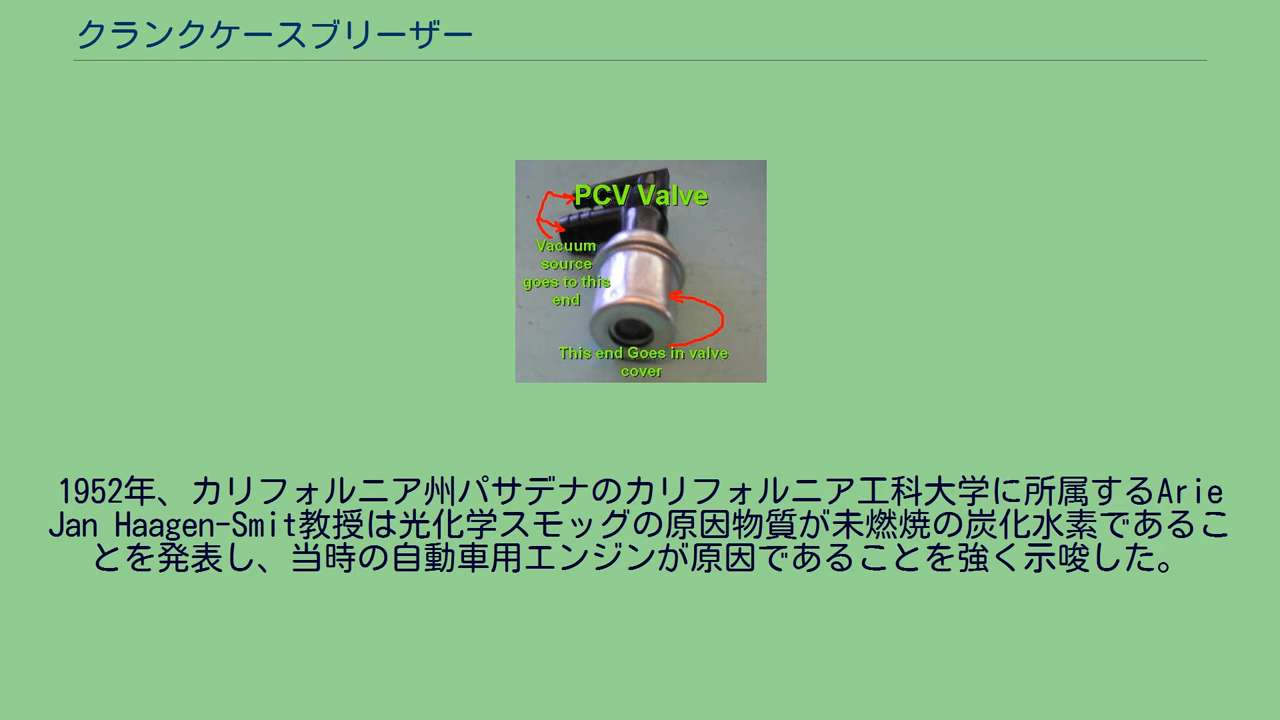 クランクケースブリーザー
PCV Valve
Vacuum
source
goes to this
end
This end Goes in valve
cover
1952年、カリフォルニア州パサデナのカリフォルニア工科大学に所属するArie
Jan Haagen-Smit教授は光化学スモッグの原因物質が未燃焼の炭化水素であるこ
とを発表し、当時の自動車用エンジンが原因であることを強く示唆した。